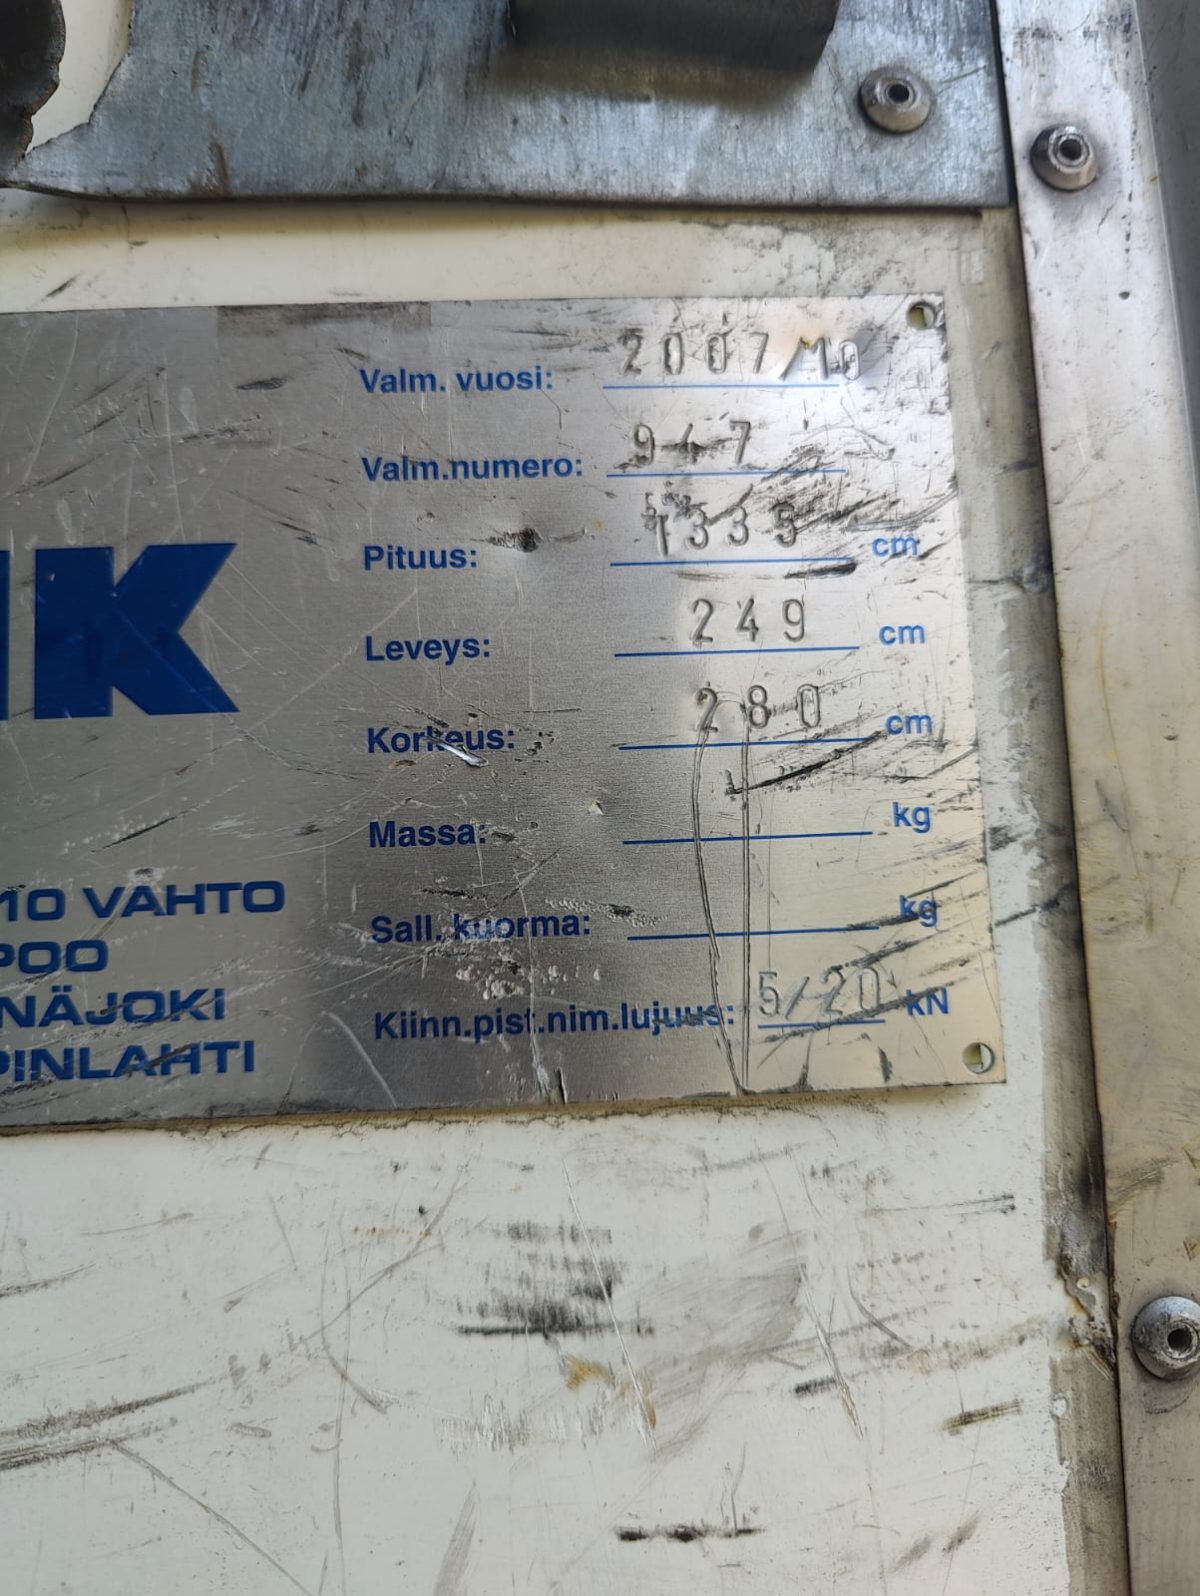 Valm. vuosi: 2007/10
Valm.numero: 947
Pituus: 1335 cm
Leveys: 249 cm
Korkeus: 280 cm
Massa: kg
Sall. kuorma: kg
Kiinn.pist.nim.lujuus: 5/20 kN
K
10 VAHTO
POO
NÄJOKI
PINLAHTI